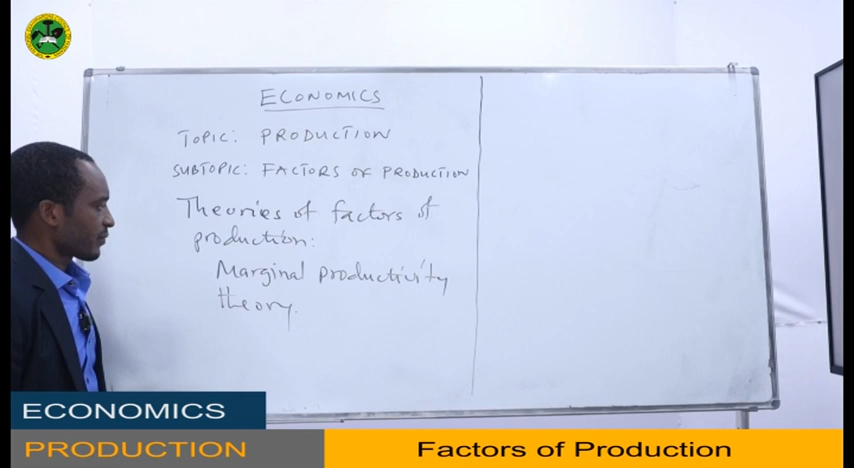 ECONOMICS
TOPIC: PRODUCTION
SUBTOPIC: FACTORS OF PRODUCTION
Theories of factors of
production:
Marginal productivity
theory.
ECONOMICS
PRODUCTION
Factors of Production